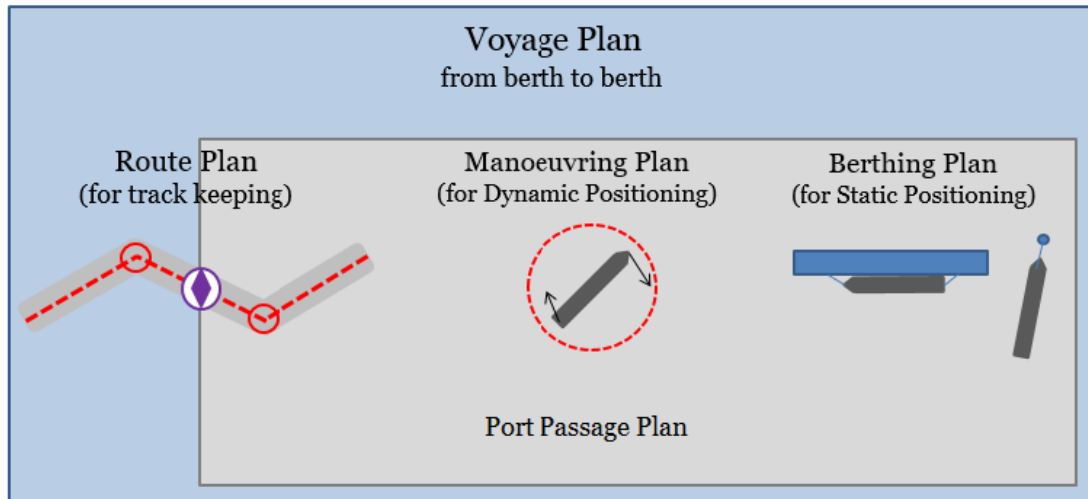 Voyage Plan
from berth to berth
Route Plan
(for track keeping)
Manoeuvring Plan
(for Dynamic Positioning)
Berthing Plan
(for Static Positioning)
Port Passage Plan